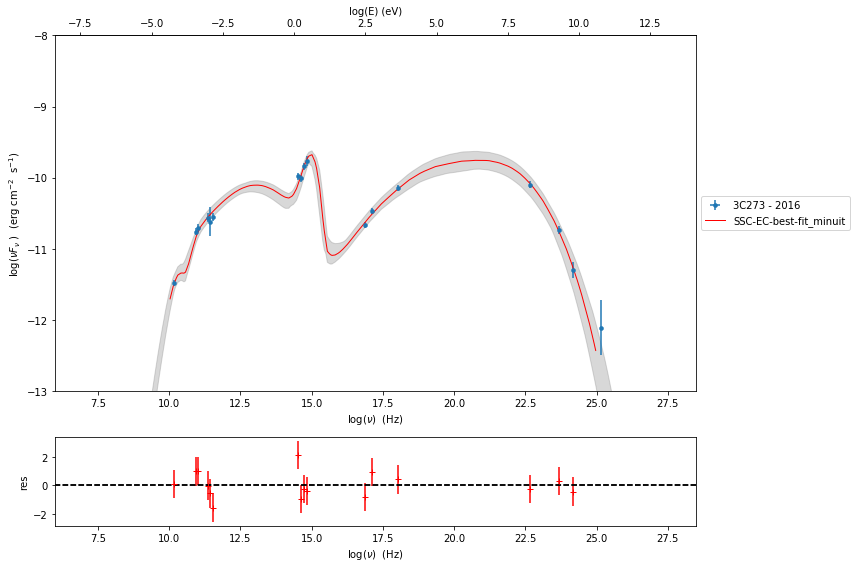 log(E) (eV)
−7.5 −5.0 −2.5 0.0 2.5 5.0 7.5 10.0 12.5
−8
−9
−10
−11
−12
−13
log(νF_ν ) (erg cm⁻² s⁻¹)
3C273 - 2016
SSC-EC-best-fit_minuit
7.5 10.0 12.5 15.0 17.5 20.0 22.5 25.0 27.5
log(ν) (Hz)
2
0
−2
res
7.5 10.0 12.5 15.0 17.5 20.0 22.5 25.0 27.5
log(ν) (Hz)